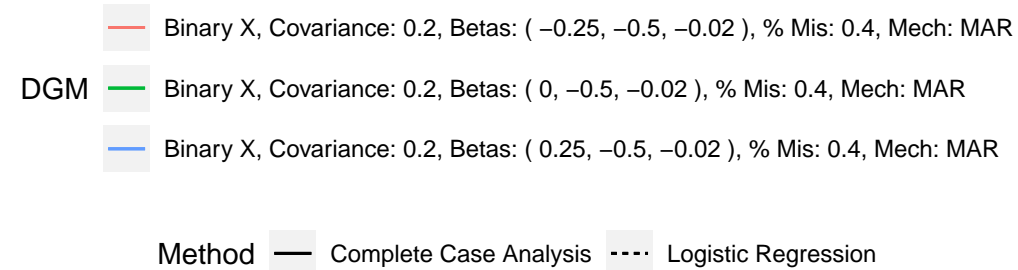 Binary X, Covariance: 0.2, Betas: ( −0.25, −0.5, −0.02 ), % Mis: 0.4, Mech: MAR
DGM Binary X, Covariance: 0.2, Betas: ( 0, −0.5, −0.02 ), % Mis: 0.4, Mech: MAR
Binary X, Covariance: 0.2, Betas: ( 0.25, −0.5, −0.02 ), % Mis: 0.4, Mech: MAR
Method Complete Case Analysis Logistic Regression